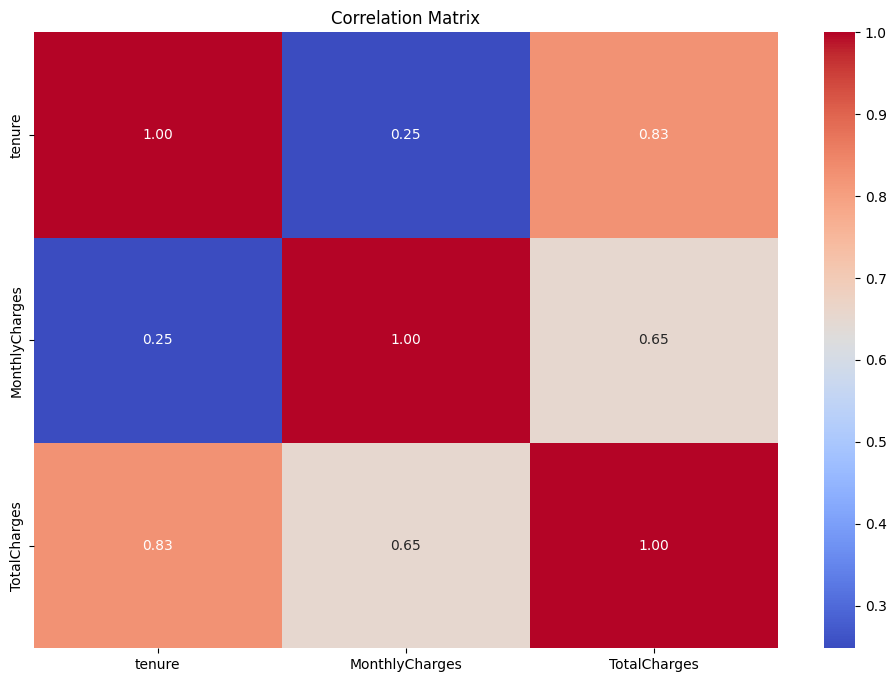 Correlation Matrix
tenure
1.00
0.25
0.83
MonthlyCharges
0.25
1.00
0.65
TotalCharges
0.83
0.65
1.00
tenure
MonthlyCharges
TotalCharges
1.0
0.9
0.8
0.7
0.6
0.5
0.4
0.3